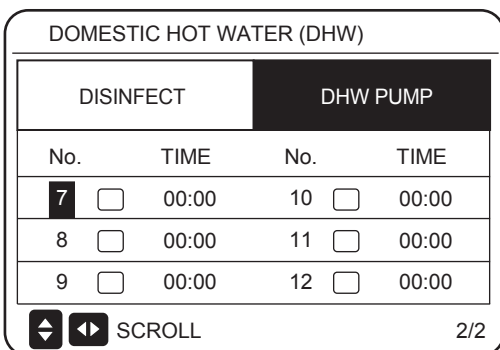 DOMESTIC HOT WATER (DHW)
DISINFECT DHW PUMP
No. TIME No. TIME
7 00:00 10 00:00
8 00:00 11 00:00
9 00:00 12 00:00
SCROLL 2/2